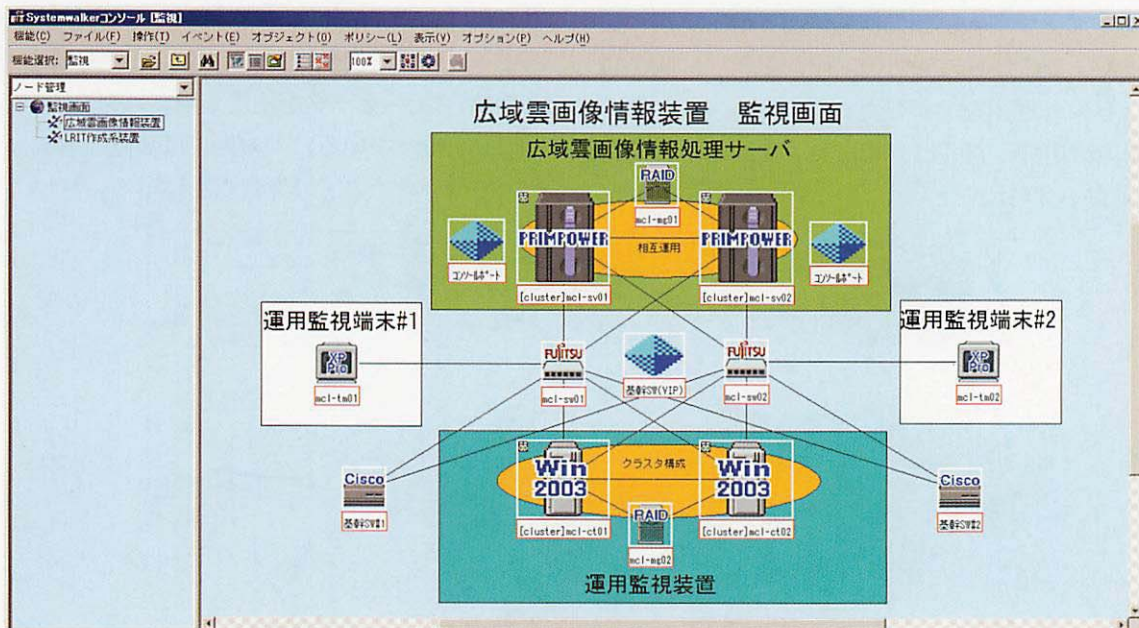 Systemwalkerコンソール [監視]
機能(C) ファイル(F) 操作(T) イベント(E) オブジェクト(O) ポリシー(L) 表示(V) オプション(P) ヘルプ(H)
機能選択: 監視 100%
ノード管理
監視画面
広域雲画像情報装置
LRIT作成系装置
広域雲画像情報装置 監視画面
広域雲画像情報処理サーバ
RAID
mcl-mg01
PRIMPOWER
PRIMPOWER
相互運用
コンソールポート
コンソールポート
[cluster]mcl-sv01
[cluster]mcl-sv02
運用監視端末#1
運用監視端末#2
XP Pro
mcl-tm01
FUJITSU
mcl-sw01
基幹SW(VIP)
FUJITSU
mcl-sw02
XP Pro
mcl-tm02
クラスタ構成
Win
2003
Win
2003
Cisco
基幹SW#1
Cisco
基幹SW#2
[cluster]mcl-ct01
RAID
mcl-mg02
[cluster]mcl-ct02
運用監視装置